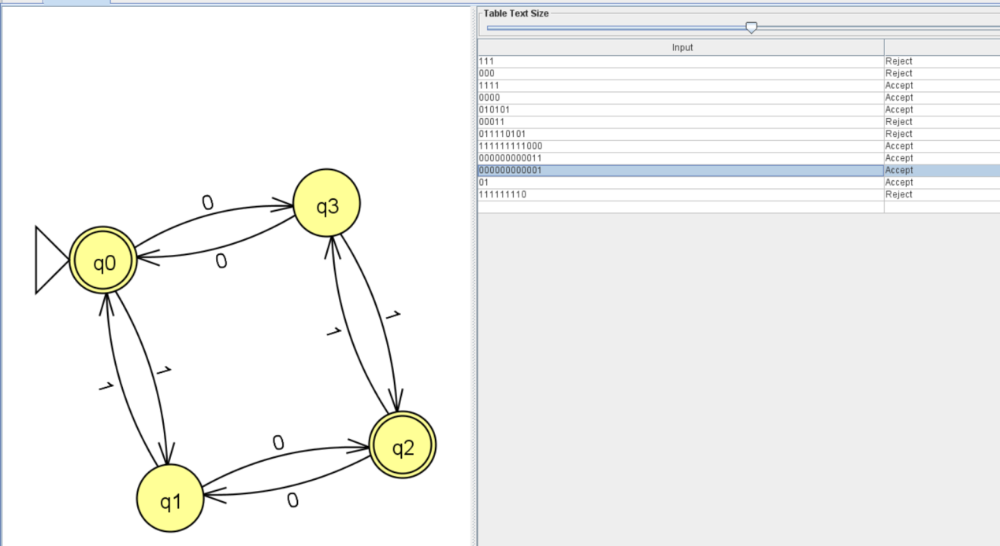 0
q3
q0
0
1
1
1
1
0
q2
q1
0
Table Text Size
Input
111 Reject
000 Reject
1111 Accept
0000 Accept
010101 Accept
00011 Reject
011110101 Reject
111111111000 Accept
000000000011 Accept
000000000001 Accept
01 Accept
111111110 Reject